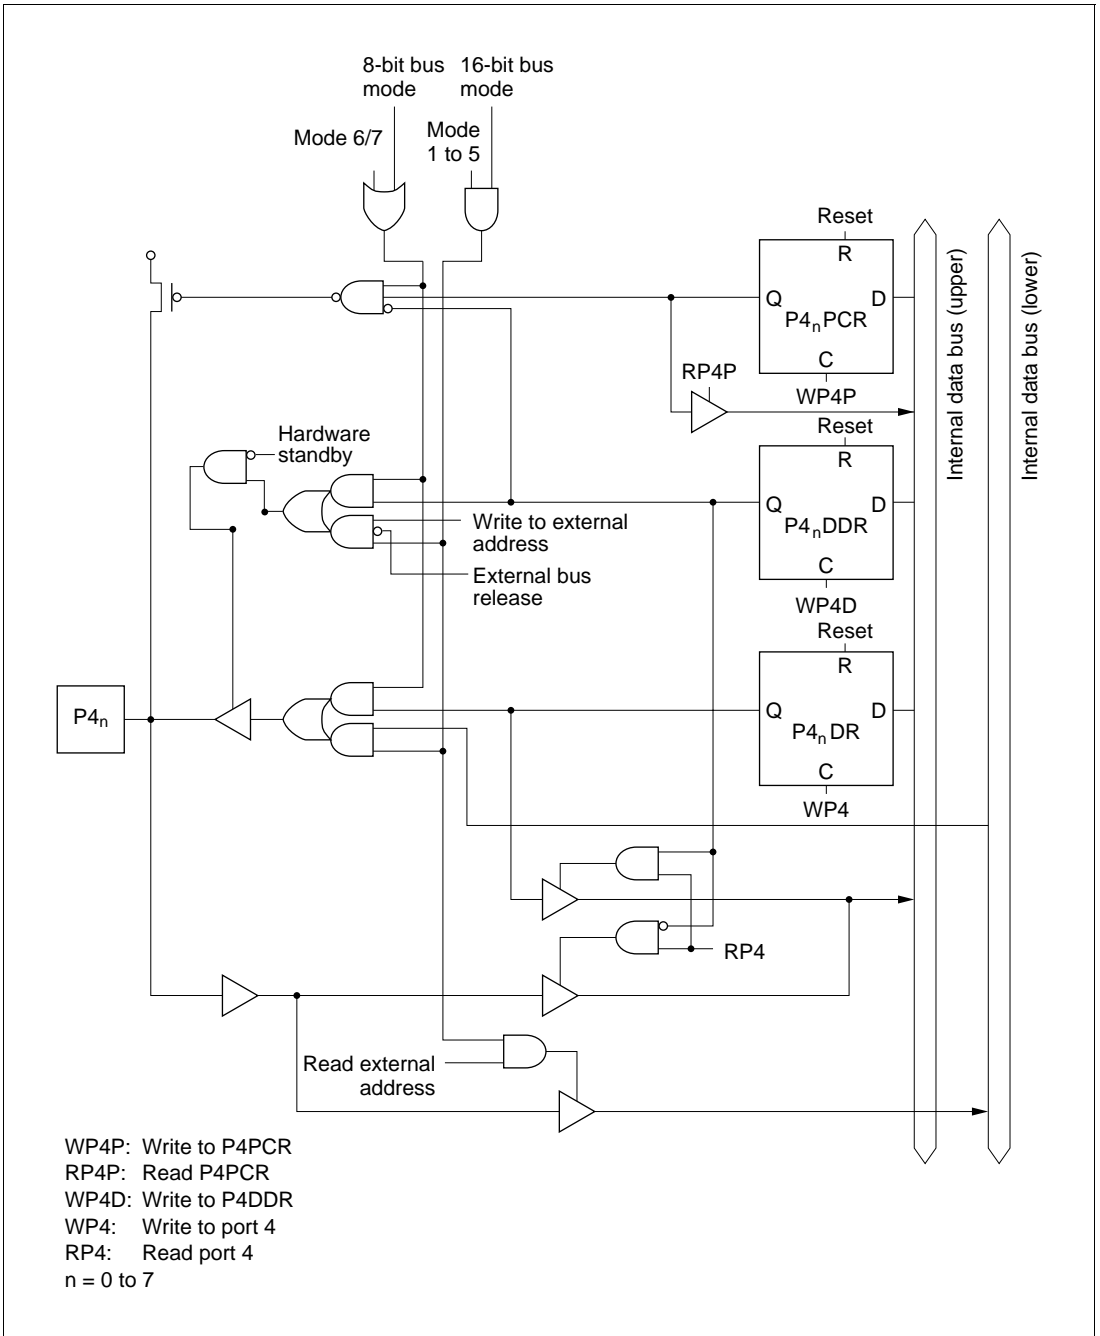 8-bit bus
mode
16-bit bus
mode
Mode 6/7
Mode
1 to 5
Reset
R
Q
D
P4nPCR
C
WP4P
RP4P
Internal data bus (upper)
Internal data bus (lower)
Hardware
standby
Reset
R
Q
D
P4nDDR
C
WP4D
Write to external
address
External bus
release
Reset
R
Q
D
P4nDR
C
WP4
P4n
RP4
Read external
address
WP4P: Write to P4PCR
RP4P: Read P4PCR
WP4D: Write to P4DDR
WP4: Write to port 4
RP4: Read port 4
n = 0 to 7